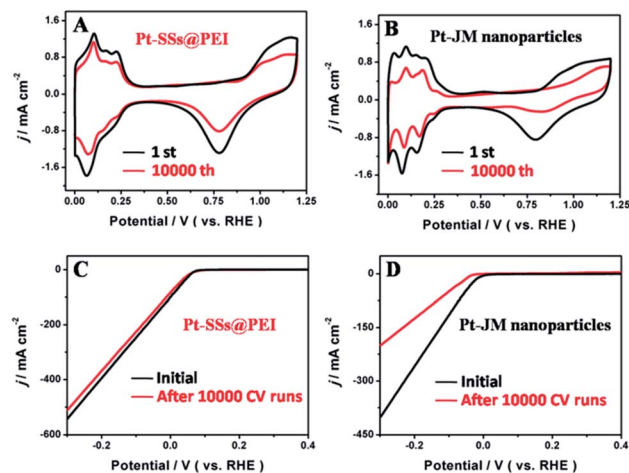 A
Pt-SSs@PEI
1 st
10000 th
j / mA cm-2
1.6
0.8
0.0
-0.8
-1.6
0.00 0.25 0.50 0.75 1.00 1.25
Potential / V ( vs. RHE )
B
Pt-JM nanoparticles
1 st
10000 th
j / mA cm-2
1.6
0.8
0.0
-0.8
-1.6
0.00 0.25 0.50 0.75 1.00 1.25
Potential / V ( vs. RHE )
C
Pt-SSs@PEI
Initial
After 10000 CV runs
j / mA cm-2
0
-200
-400
-600
-0.2 0.0 0.2 0.4
Potential / V ( vs. RHE )
D
Pt-JM nanoparticles
Initial
After 10000 CV runs
j / mA cm-2
0
-150
-300
-450
-0.2 0.0 0.2 0.4
Potential / V ( vs. RHE )